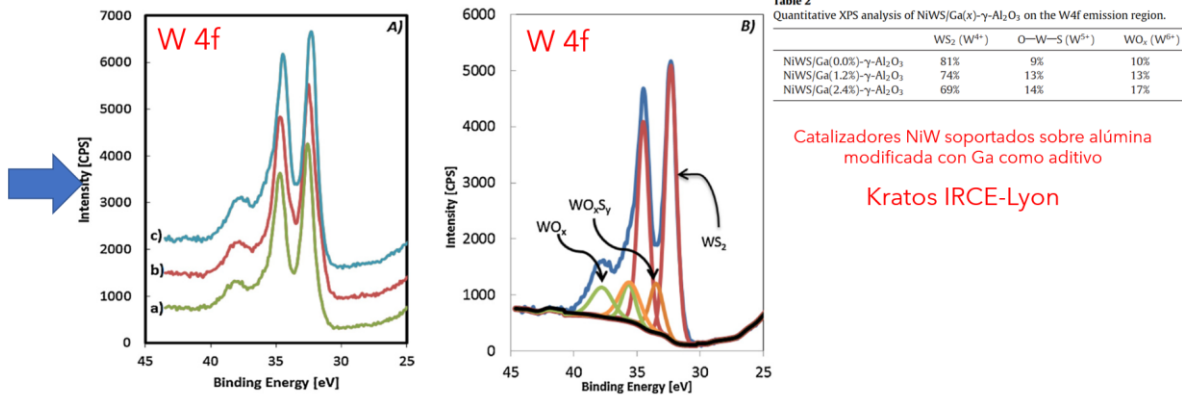 W 4f
A)
7000
6000
5000
4000
3000
2000
1000
0
Intensity [CPS]
c)
b)
a)
45 40 35 30 25
Binding Energy [eV]
W 4f
B)
6000
5000
4000
3000
2000
1000
0
Intensity [CPS]
WOxSy
WOx
WS2
45 40 35 30 25
Binding Energy [eV]
Table 2
Quantitative XPS analysis of NiWS/Ga(x)-γ-Al2O3 on the W4f emission region.
WS2 (W4+) O—W—S (W5+) WOx (W6+)
NiWS/Ga(0.0%)-γ-Al2O3 81% 9% 10%
NiWS/Ga(1.2%)-γ-Al2O3 74% 13% 13%
NiWS/Ga(2.4%)-γ-Al2O3 69% 14% 17%
Catalizadores NiW soportados sobre alúmina
modificada con Ga como aditivo
Kratos IRCE-Lyon